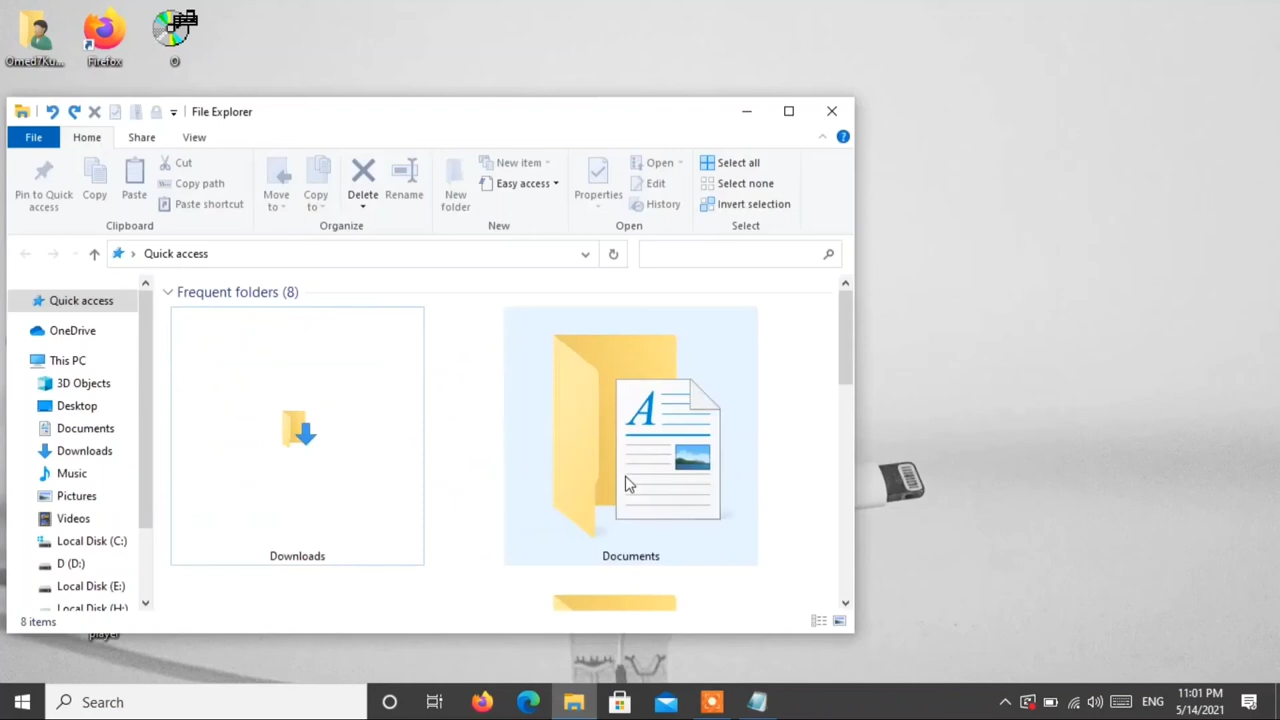 Omed7Ku...
Firefox
O
File Explorer
File
Home
Share
View
Pin to Quick access
Copy
Paste
Cut
Copy path
Paste shortcut
Clipboard
Move to
Copy to
Delete
Rename
Organize
New folder
New item
Easy access
New
Properties
Open
Edit
History
Open
Select all
Select none
Invert selection
Select
Quick access
Quick access
OneDrive
This PC
3D Objects
Desktop
Documents
Downloads
Music
Pictures
Videos
Local Disk (C:)
D (D:)
Local Disk (E:)
Local Disk (H:)
Frequent folders (8)
Downloads
Documents
8 items
player
Search
ENG
11:01 PM
5/14/2021